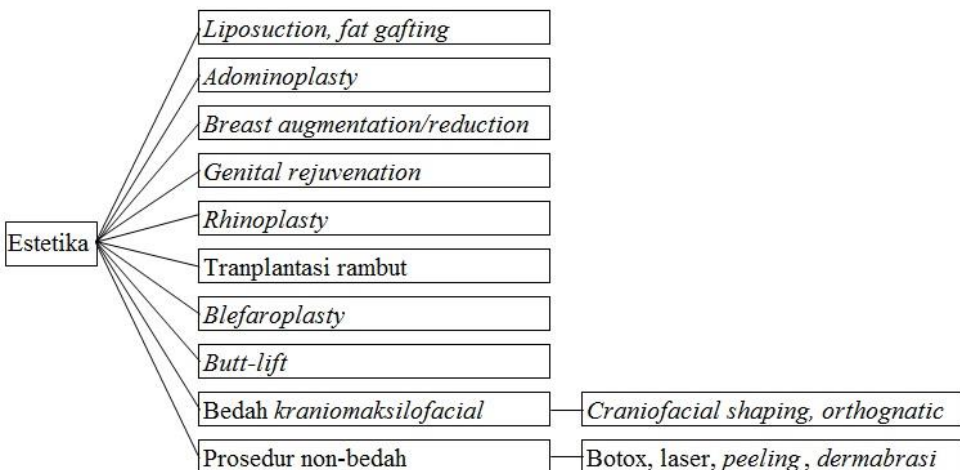 Liposuction, fat gafting
Adominoplasty
Breast augmentation/reduction
Genital rejuvenation
Rhinoplasty
Estetika
Tranplantasi rambut
Blefaroplasty
Butt-lift
Bedah kraniomaksilofacial
Craniofacial shaping, orthognatic
Prosedur non-bedah
Botox, laser, peeling , dermabrasi